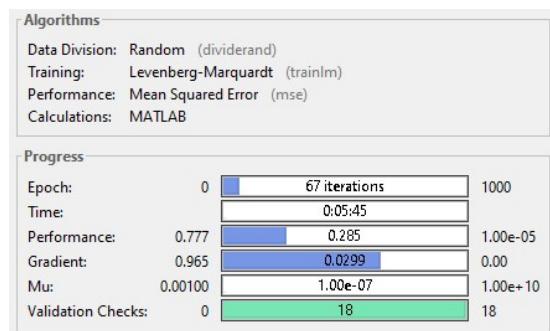 Algorithms
Data Division: Random (dividerand)
Training: Levenberg-Marquardt (trainlm)
Performance: Mean Squared Error (mse)
Calculations: MATLAB
Progress
Epoch: 0 67 iterations 1000
Time: 0:05:45
Performance: 0.777 0.285 1.00e-05
Gradient: 0.965 0.0299 0.00
Mu: 0.00100 1.00e-07 1.00e+10
Validation Checks: 0 18 18